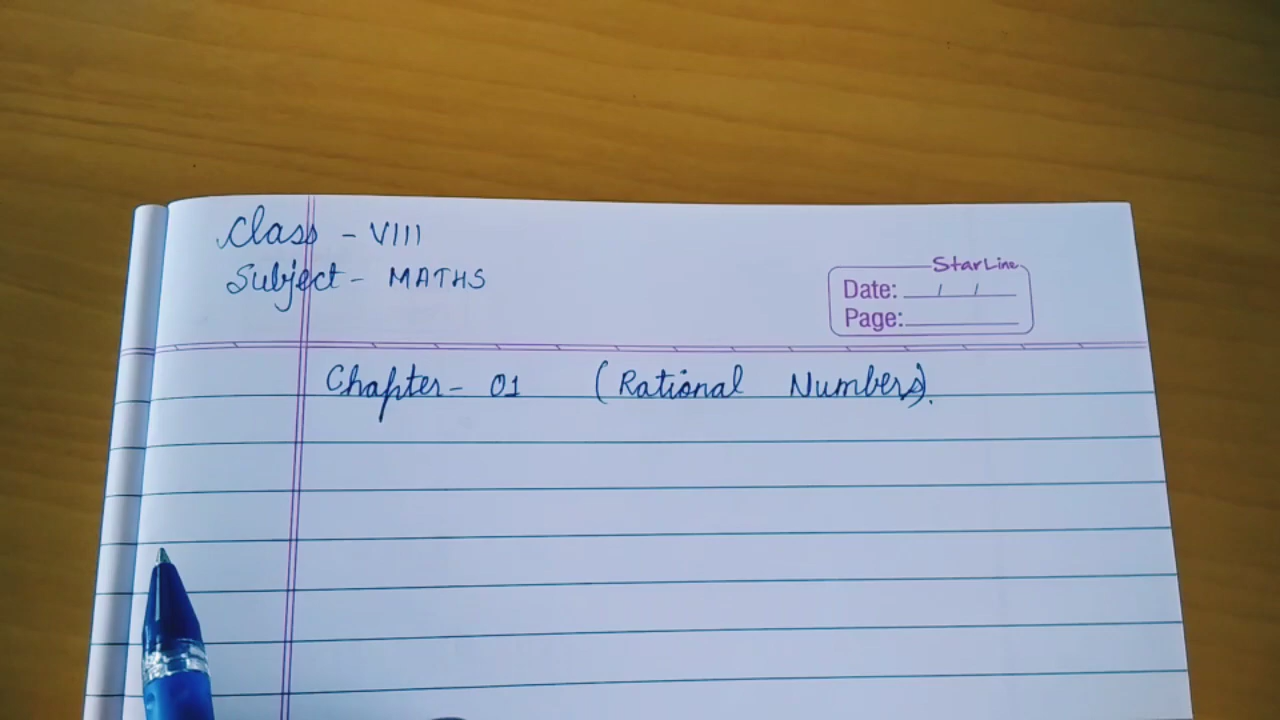 Class - VIII
Subject - MATHS
StarLine
Date: / /
Page:
Chapter - 01 (Rational Numbers).